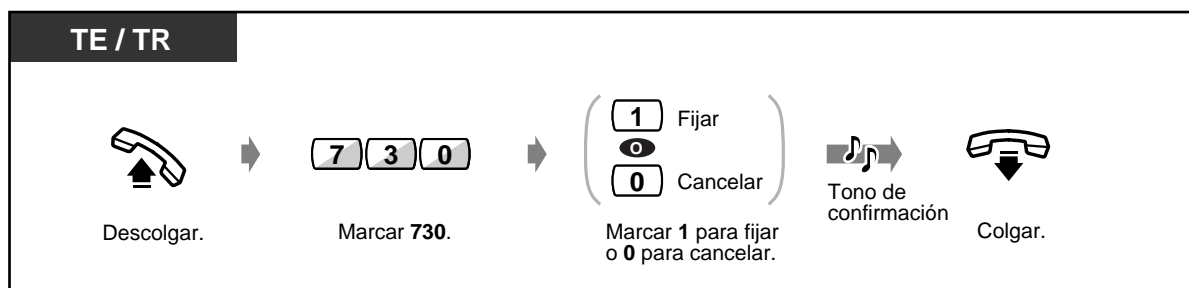 TE / TR
7 3 0
1 Fijar
o
0 Cancelar
Descolgar.
Marcar 730.
Marcar 1 para fijar
o 0 para cancelar.
Tono de
confirmación
Colgar.